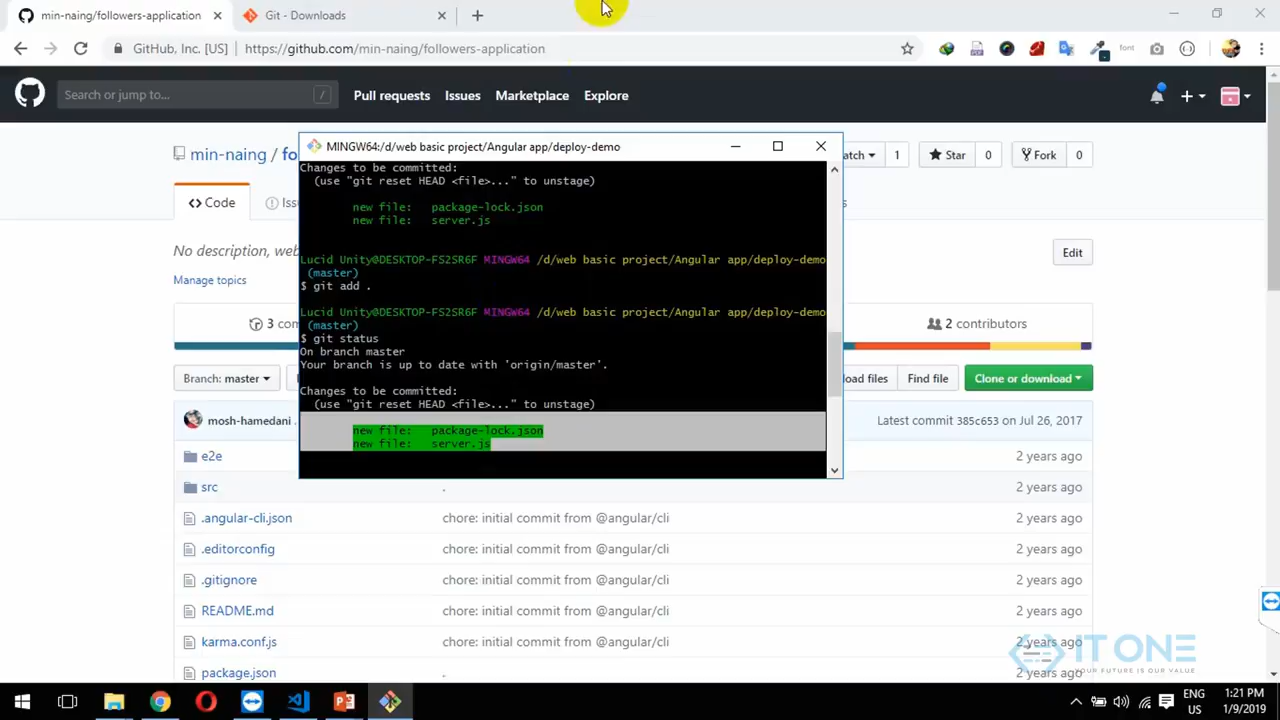 min-naing/followers-application
Git - Downloads
GitHub, Inc. [US]
https://github.com/min-naing/followers-application
font
Search or jump to...
/
Pull requests
Issues
Marketplace
Explore
min-naing / fo
atch
1
Star
0
Fork
0
Code
Iss
s
No description, web
Edit
Manage topics
3 com
2 contributors
Branch: master
load files
Find file
Clone or download
mosh-hamedani .
Latest commit 385c653 on Jul 26, 2017
e2e
2 years ago
src
.
2 years ago
.angular-cli.json
chore: initial commit from @angular/cli
2 years ago
.editorconfig
chore: initial commit from @angular/cli
2 years ago
.gitignore
chore: initial commit from @angular/cli
2 years ago
README.md
chore: initial commit from @angular/cli
2 years ago
karma.conf.js
chore: initial commit from @angular/cli
2 years ago
package.json
2 years ago
MINGW64:/d/web basic project/Angular app/deploy-demo
Changes to be committed:
(use "git reset HEAD <file>..." to unstage)
new file: package-lock.json
new file: server.js
Lucid Unity@DESKTOP-FS2SR6F MINGW64 /d/web basic project/Angular app/deploy-demo
(master)
$ git add .
Lucid Unity@DESKTOP-FS2SR6F MINGW64 /d/web basic project/Angular app/deploy-demo
(master)
$ git status
On branch master
Your branch is up to date with 'origin/master'.
Changes to be committed:
(use "git reset HEAD <file>..." to unstage)
new file: package-lock.json
new file: server.js
IT ONE
YOUR FUTURE IS OUR VALUE
ENG
US
1:21 PM
1/9/2019